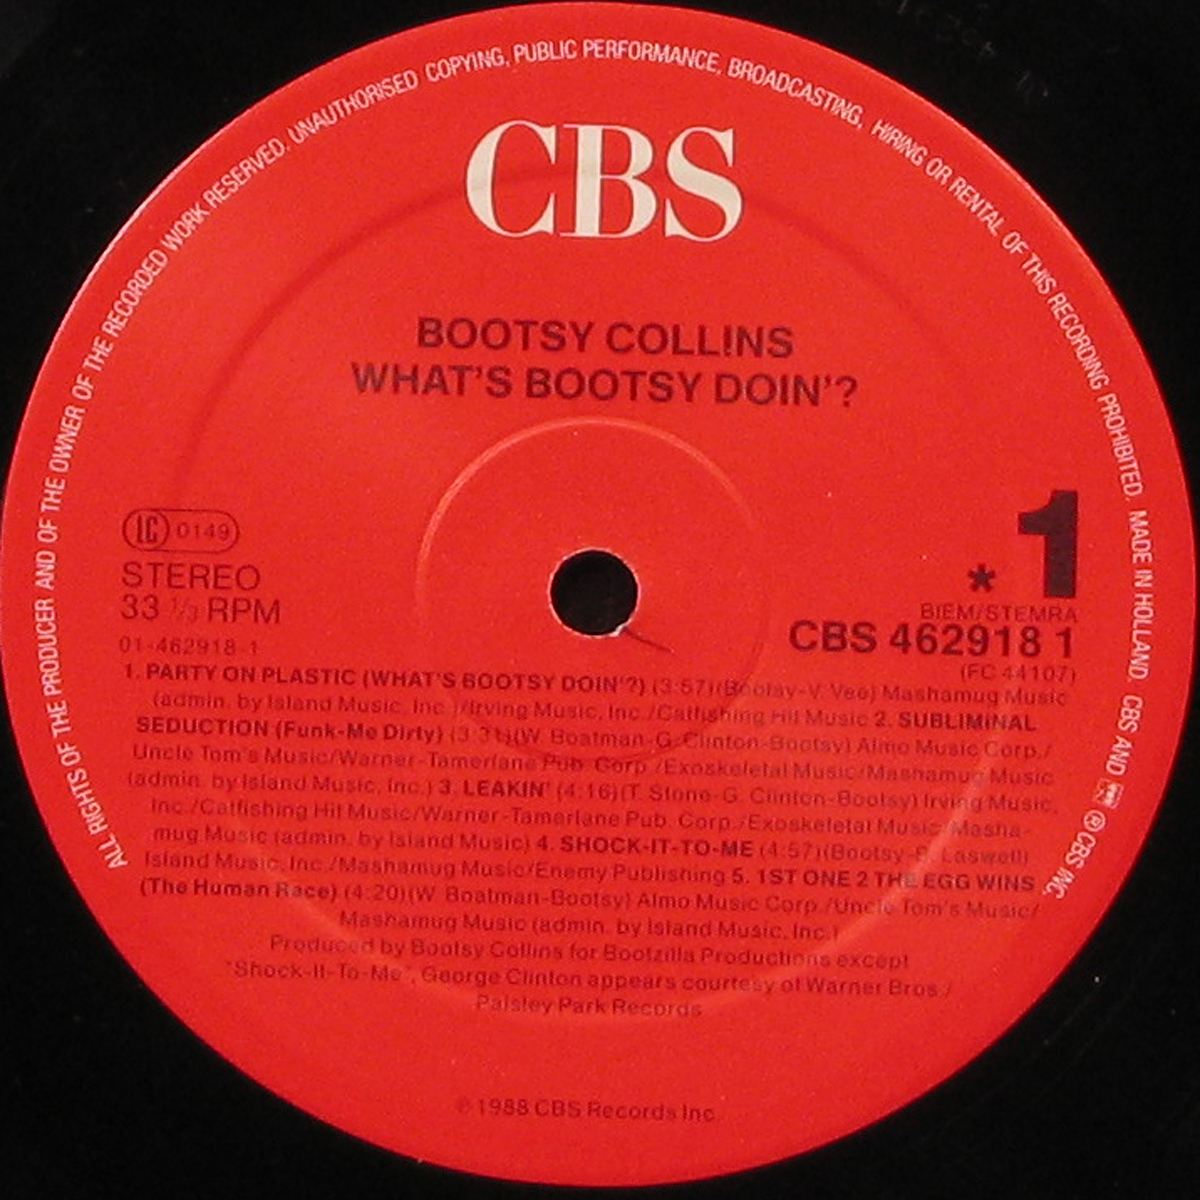 ALL RIGHTS OF THE PRODUCER AND OF THE OWNER OF THE RECORDED WORK RESERVED. UNAUTHORISED COPYING, PUBLIC PERFORMANCE, BROADCASTING, HIRING OR RENTAL OF THIS RECORDING PROHIBITED. MADE IN HOLLAND. CBS AND ℗ CBS INC.
CBS
BOOTSY COLLINS
WHAT'S BOOTSY DOIN'?
LC 0149
STEREO
33 1/3 RPM
01-462918-1
1
*
BIEM/STEMRA
CBS 462918 1
(FC 44107)
1. PARTY ON PLASTIC (WHAT'S BOOTSY DOIN'?) (3:57)(Bootsy-V. Vee) Mashamug Music
(admin. by Island Music, Inc.)/Irving Music, Inc./Catfishing Hit Music 2. SUBLIMINAL
SEDUCTION (Funk-Me Dirty) (3:31)(W. Boatman-G. Clinton-Bootsy) Almo Music Corp./
Uncle Tom's Music/Warner-Tamerlane Pub. Corp./Exoskeletal Music/Mashamug Music
(admin. by Island Music, Inc.) 3. LEAKIN' (4:16)(T. Stone-G. Clinton-Bootsy) Irving Music,
Inc./Catfishing Hit Music/Warner-Tamerlane Pub. Corp./Exoskeletal Music/Masha-
mug Music (admin. by Island Music) 4. SHOCK-IT-TO-ME (4:57)(Bootsy-B. Laswell)
Island Music, Inc./Mashamug Music/Enemy Publishing 5. 1ST ONE 2 THE EGG WINS
(The Human Race) (4:20)(W. Boatman-Bootsy) Almo Music Corp./Uncle Tom's Music/
Mashamug Music (admin. by Island Music, Inc.)
Produced by Bootsy Collins for Bootzilla Productions except
"Shock-It-To-Me", George Clinton appears courtesy of Warner Bros./
Paisley Park Records
℗ 1988 CBS Records Inc.